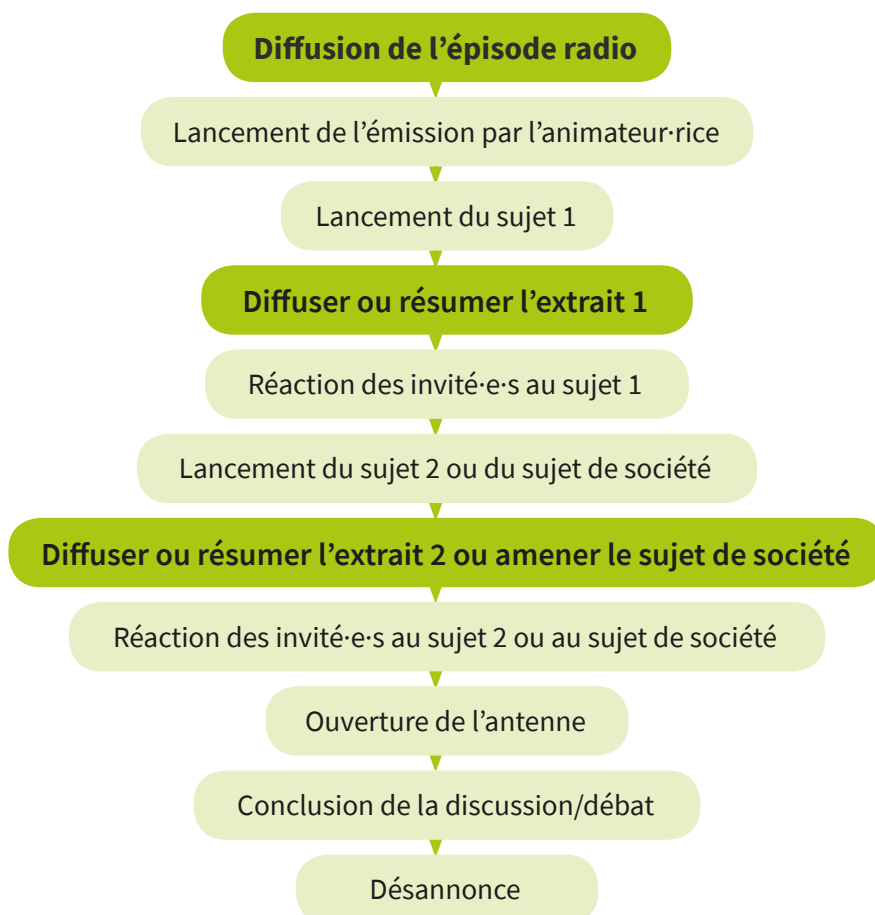 Diffusion de l’épisode radio
Lancement de l’émission par l’animateur·rice
Lancement du sujet 1
Diffuser ou résumer l’extrait 1
Réaction des invité·e·s au sujet 1
Lancement du sujet 2 ou du sujet de société
Diffuser ou résumer l’extrait 2 ou amener le sujet de société
Réaction des invité·e·s au sujet 2 ou au sujet de société
Ouverture de l’antenne
Conclusion de la discussion/débat
Désannonce